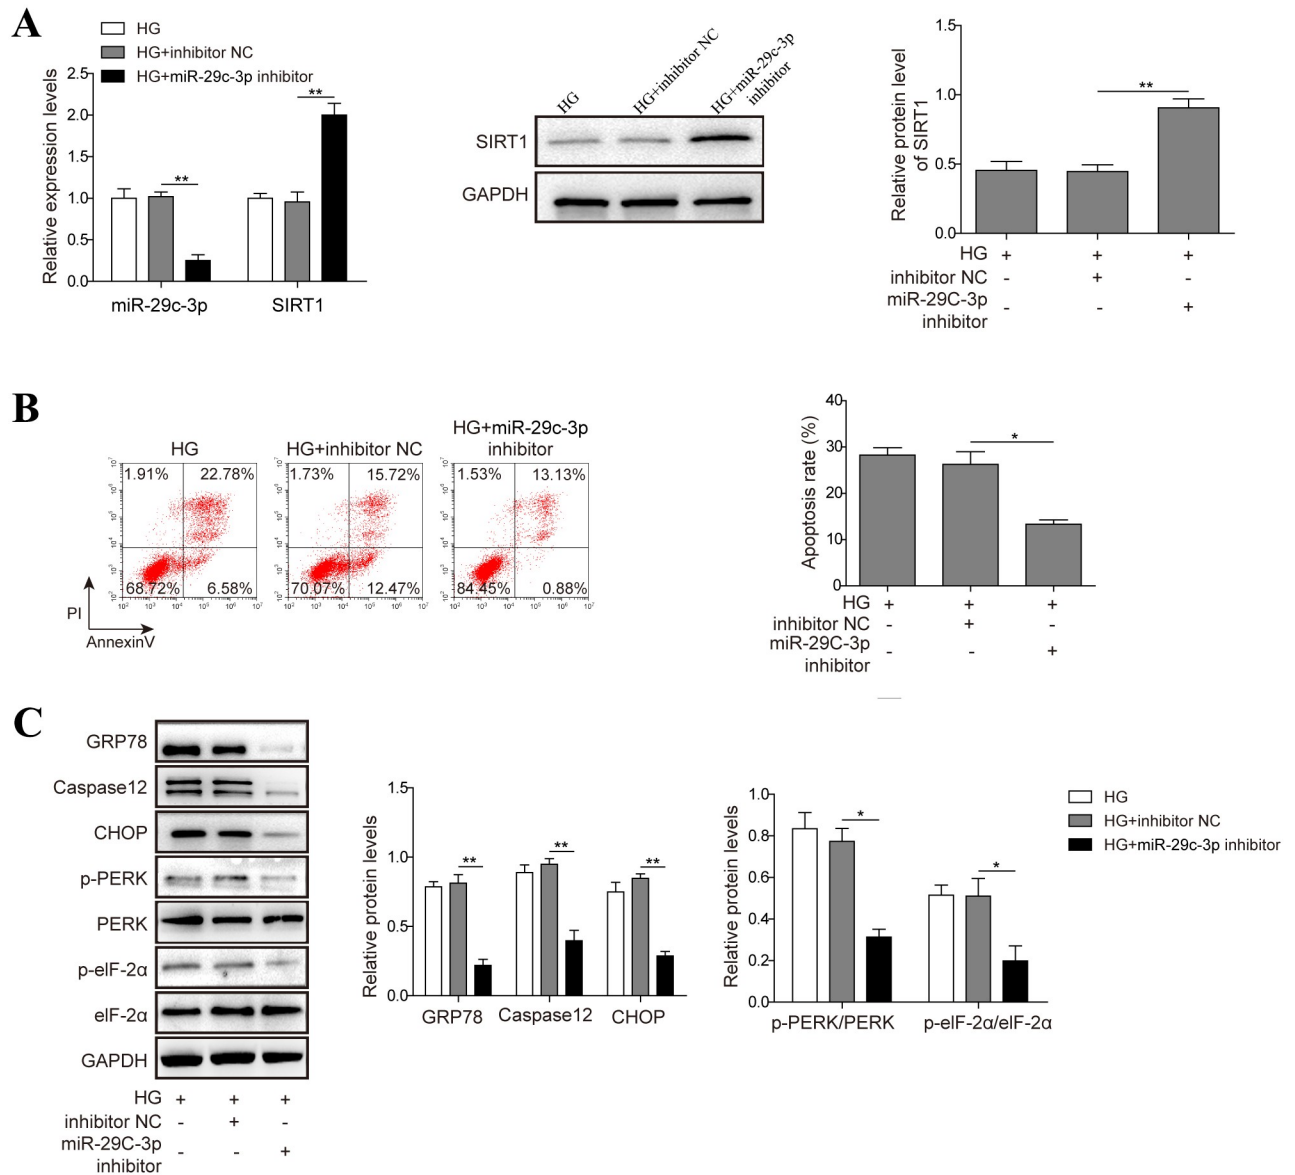 A
HG
HG+inhibitor NC
HG+miR-29c-3p inhibitor
Relative expression levels
2.5
2.0
1.5
1.0
0.5
0.0
**
**
miR-29c-3p
SIRT1
HG
HG+inhibitor NC
HG+miR-29c-3p
inhibitor
SIRT1
GAPDH
Relative protein level
of SIRT1
1.5
1.0
0.5
0.0
**
HG + + +
inhibitor NC - + -
miR-29C-3p
inhibitor - - +
B
HG
HG+inhibitor NC
HG+miR-29c-3p
inhibitor
1.91% 22.78%
68.72% 6.58%
1.73% 15.72%
70.07% 12.47%
1.53% 13.13%
84.45% 0.88%
PI
AnnexinV
Apoptosis rate (%)
40
30
20
10
0
*
HG + + +
inhibitor NC - + -
miR-29C-3p
inhibitor - - +
C
GRP78
Caspase12
CHOP
p-PERK
PERK
p-eIF-2α
eIF-2α
GAPDH
HG + + +
inhibitor NC - + -
miR-29C-3p
inhibitor - - +
Relative protein levels
1.5
1.0
0.5
0.0
**
**
**
GRP78
Caspase12
CHOP
Relative protein levels
1.0
0.8
0.6
0.4
0.2
0.0
*
*
p-PERK/PERK
p-eIF-2α/eIF-2α
HG
HG+inhibitor NC
HG+miR-29c-3p inhibitor